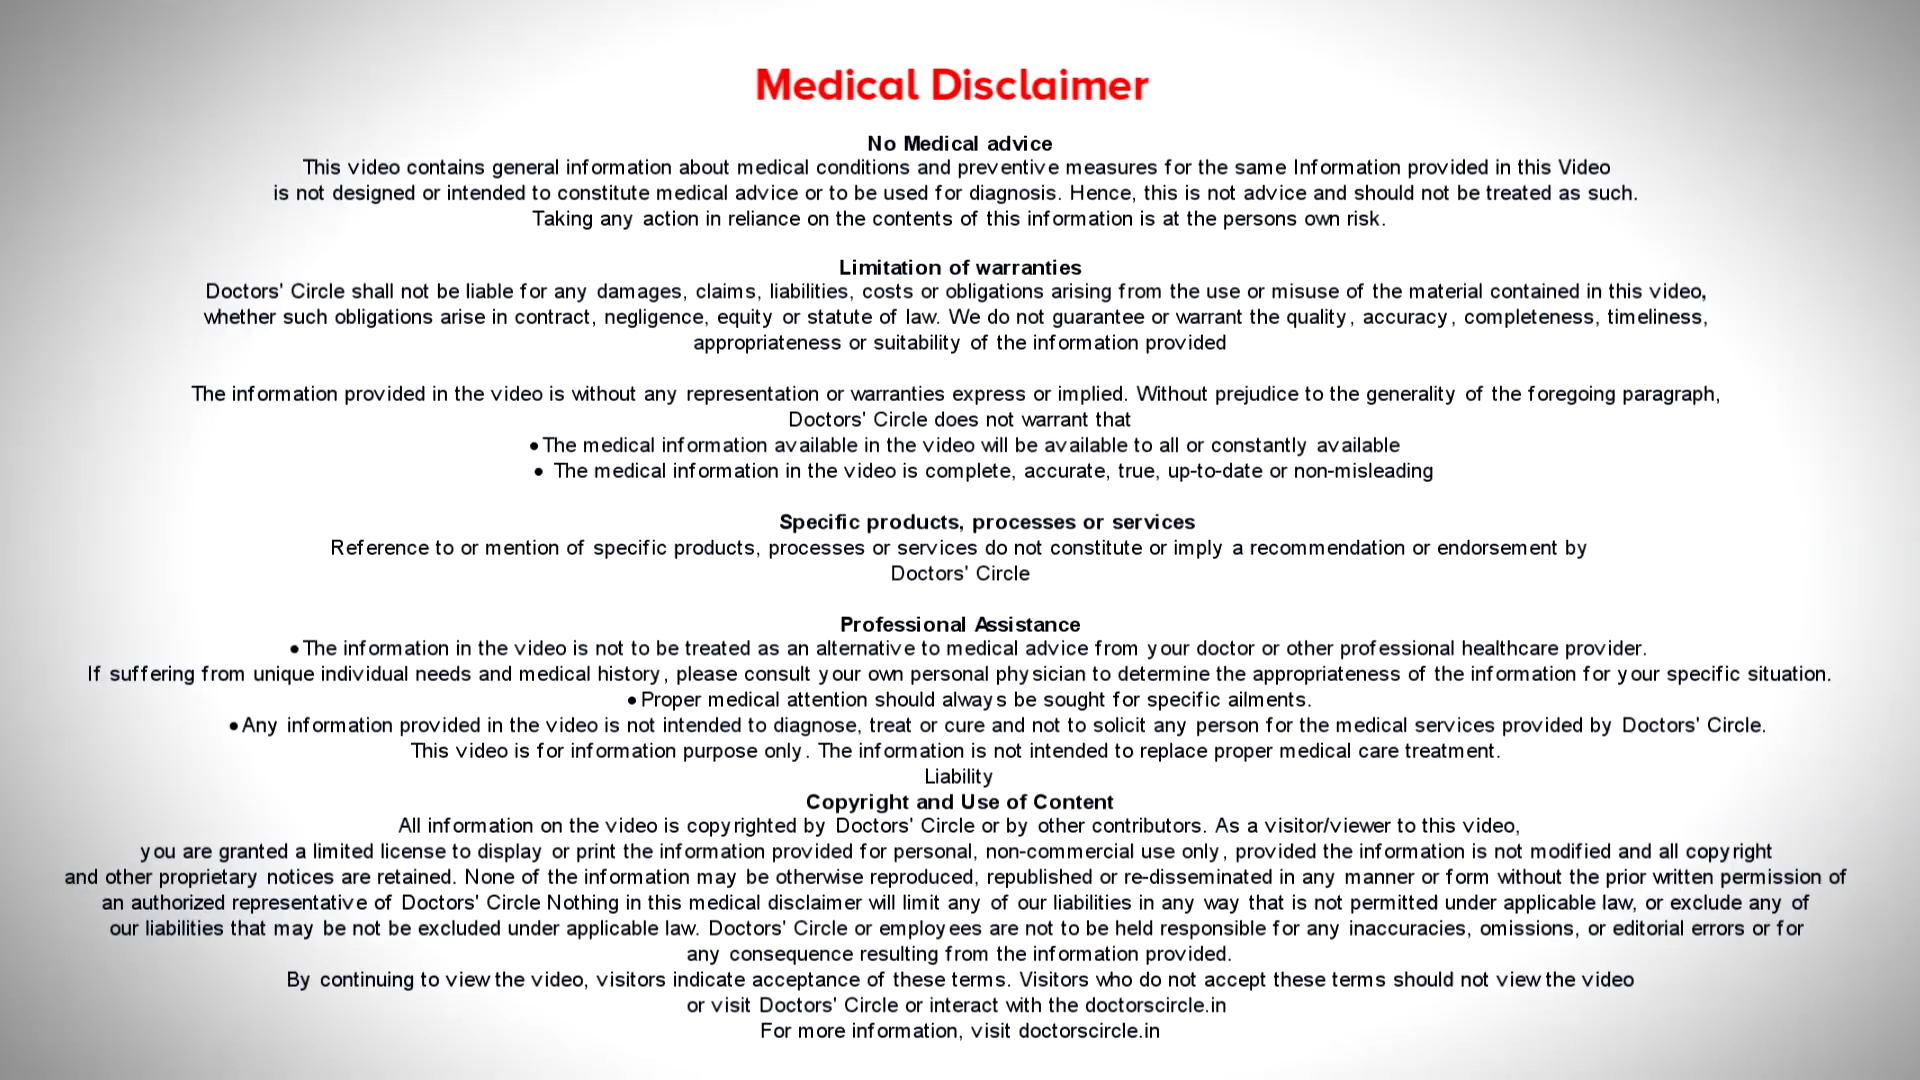 Medical Disclaimer
No Medical advice
This video contains general information about medical conditions and preventive measures for the same Information provided in this Video
is not designed or intended to constitute medical advice or to be used for diagnosis. Hence, this is not advice and should not be treated as such.
Taking any action in reliance on the contents of this information is at the persons own risk.
Limitation of warranties
Doctors' Circle shall not be liable for any damages, claims, liabilities, costs or obligations arising from the use or misuse of the material contained in this video,
whether such obligations arise in contract, negligence, equity or statute of law. We do not guarantee or warrant the quality, accuracy, completeness, timeliness,
appropriateness or suitability of the information provided
The information provided in the video is without any representation or warranties express or implied. Without prejudice to the generality of the foregoing paragraph,
Doctors' Circle does not warrant that
• The medical information available in the video will be available to all or constantly available
• The medical information in the video is complete, accurate, true, up-to-date or non-misleading
Specific products, processes or services
Reference to or mention of specific products, processes or services do not constitute or imply a recommendation or endorsement by
Doctors' Circle
Professional Assistance
• The information in the video is not to be treated as an alternative to medical advice from your doctor or other professional healthcare provider.
If suffering from unique individual needs and medical history, please consult your own personal physician to determine the appropriateness of the information for your specific situation.
• Proper medical attention should always be sought for specific ailments.
• Any information provided in the video is not intended to diagnose, treat or cure and not to solicit any person for the medical services provided by Doctors' Circle.
This video is for information purpose only. The information is not intended to replace proper medical care treatment.
Liability
Copyright and Use of Content
All information on the video is copyrighted by Doctors' Circle or by other contributors. As a visitor/viewer to this video,
you are granted a limited license to display or print the information provided for personal, non-commercial use only, provided the information is not modified and all copyright
and other proprietary notices are retained. None of the information may be otherwise reproduced, republished or re-disseminated in any manner or form without the prior written permission of
an authorized representative of Doctors' Circle Nothing in this medical disclaimer will limit any of our liabilities in any way that is not permitted under applicable law, or exclude any of
our liabilities that may be not be excluded under applicable law. Doctors' Circle or employees are not to be held responsible for any inaccuracies, omissions, or editorial errors or for
any consequence resulting from the information provided.
By continuing to view the video, visitors indicate acceptance of these terms. Visitors who do not accept these terms should not view the video
or visit Doctors' Circle or interact with the doctorscircle.in
For more information, visit doctorscircle.in